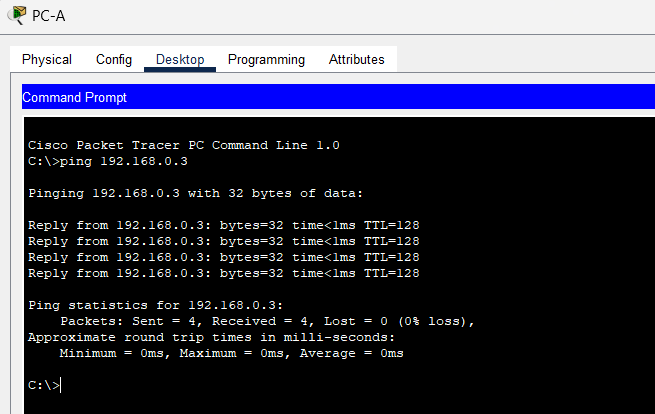 PC-A
Physical Config Desktop Programming Attributes
Command Prompt
Cisco Packet Tracer PC Command Line 1.0
C:\>ping 192.168.0.3
Pinging 192.168.0.3 with 32 bytes of data:
Reply from 192.168.0.3: bytes=32 time<1ms TTL=128
Reply from 192.168.0.3: bytes=32 time<1ms TTL=128
Reply from 192.168.0.3: bytes=32 time<1ms TTL=128
Reply from 192.168.0.3: bytes=32 time<1ms TTL=128
Ping statistics for 192.168.0.3:
    Packets: Sent = 4, Received = 4, Lost = 0 (0% loss),
Approximate round trip times in milli-seconds:
    Minimum = 0ms, Maximum = 0ms, Average = 0ms
C:\>